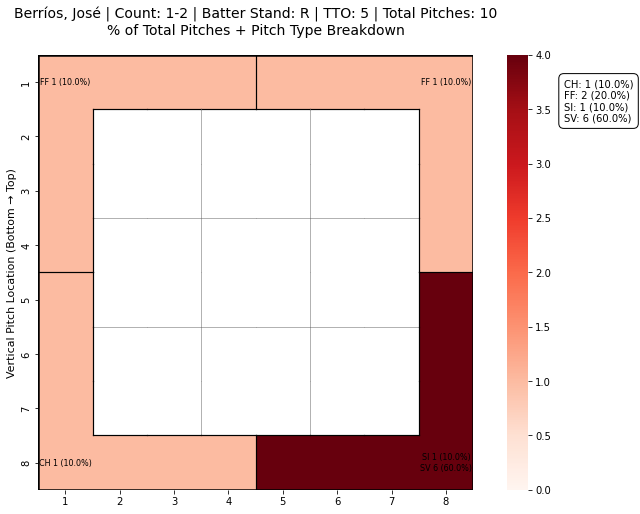 Berríos, José | Count: 1-2 | Batter Stand: R | TTO: 5 | Total Pitches: 10
% of Total Pitches + Pitch Type Breakdown
FF 1 (10.0%)
FF 1 (10.0%)
CH 1 (10.0%)
SI 1 (10.0%)
SV 6 (60.0%)
Vertical Pitch Location (Bottom → Top)
1
2
3
4
5
6
7
8
1 2 3 4 5 6 7 8
4.0
3.5
3.0
2.5
2.0
1.5
1.0
0.5
0.0
CH: 1 (10.0%)
FF: 2 (20.0%)
SI: 1 (10.0%)
SV: 6 (60.0%)